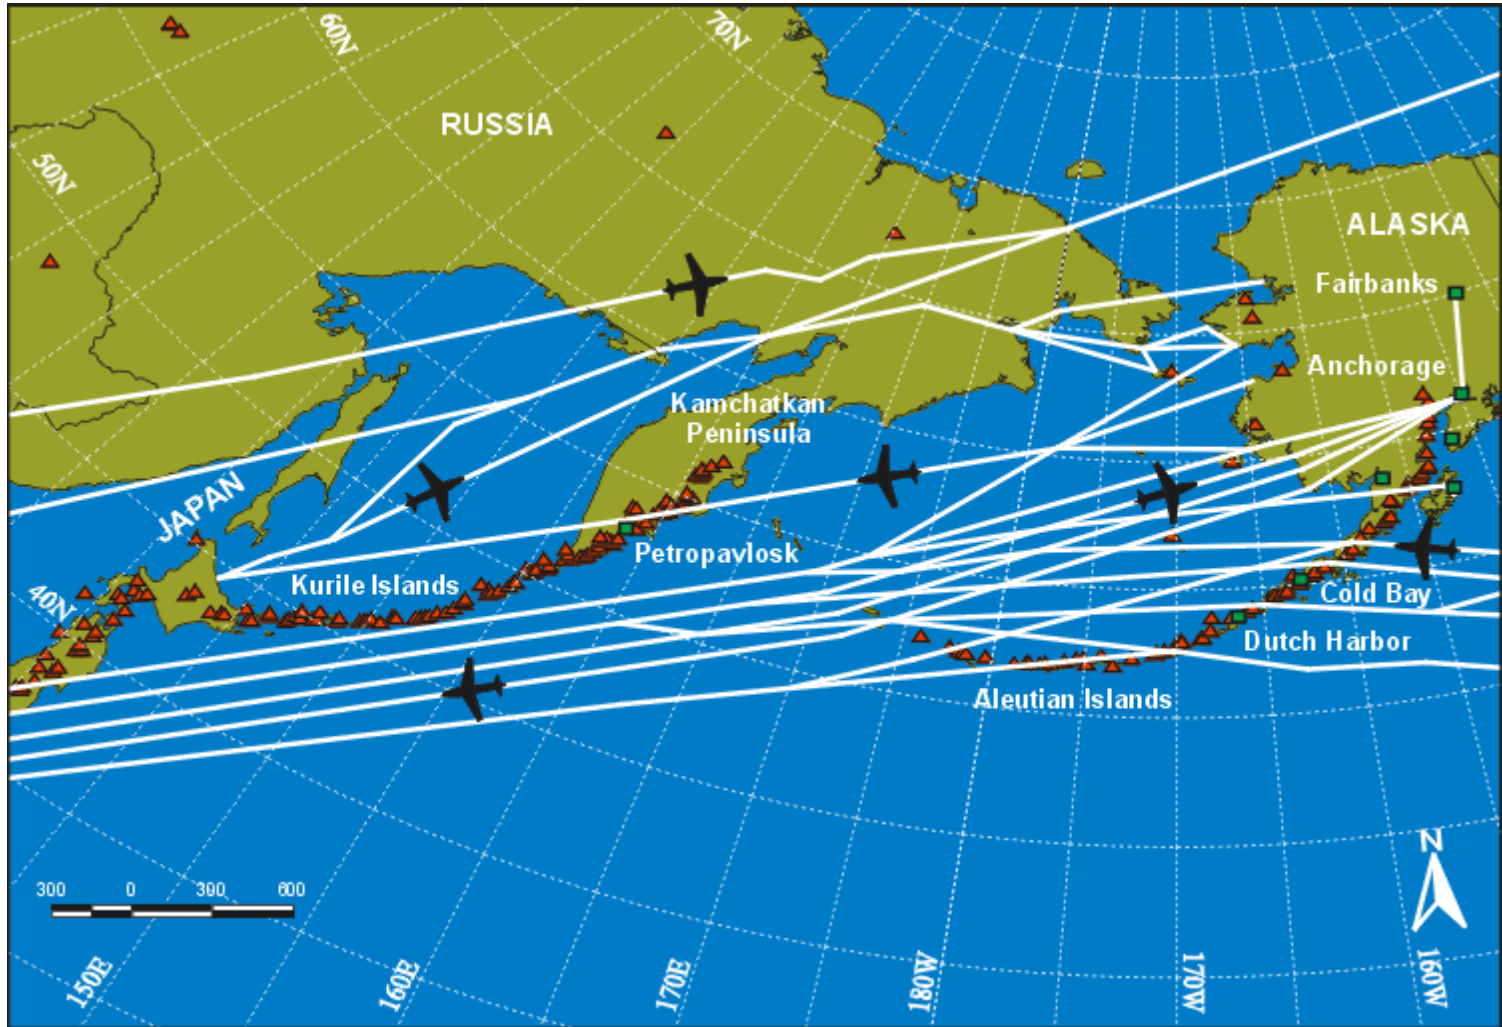 60N
70N
RUSSIA
50N
ALASKA
Fairbanks
Anchorage
Kamchatkan
Peninsula
JAPAN
Petropavlosk
Kurile Islands
40N
Cold Bay
Dutch Harbor
Aleutian Islands
N
300 0 300 600
150E
160E
170E
180W
170W
160W